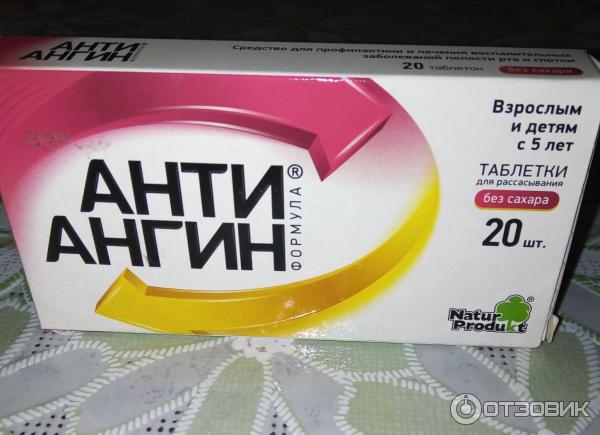 АНТИ
АНГИН
ФОРМУЛА
Средство для профилактики и лечения воспалительных
заболеваний полости рта и глотки
20 таблеток без сахара
Взрослым
и детям
с 5 лет
АНТИ
АНГИН®
ФОРМУЛА
ТАБЛЕТКИ
для рассасывания
без сахара
20 шт.
Natur
Produkt®
ОТЗОВИК